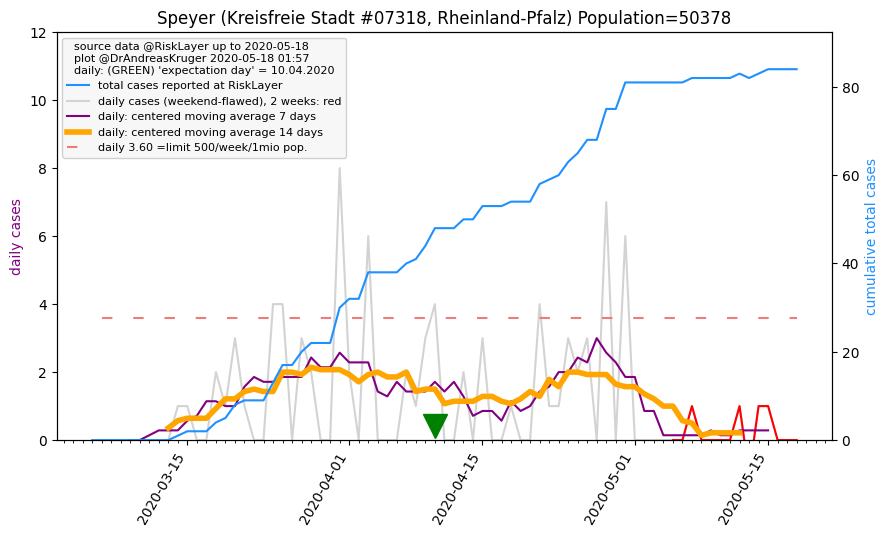 Speyer (Kreisfreie Stadt #07318, Rheinland-Pfalz) Population=50378
source data @RiskLayer up to 2020-05-18
plot @DrAndreasKruger 2020-05-18 01:57
daily: (GREEN) 'expectation day' = 10.04.2020
total cases reported at RiskLayer
daily cases (weekend-flawed), 2 weeks: red
daily: centered moving average 7 days
daily: centered moving average 14 days
daily 3.60 =limit 500/week/1mio pop.
daily cases
12
10
8
6
4
2
0
cumulative total cases
80
60
40
20
0
2020-03-15
2020-04-01
2020-04-15
2020-05-01
2020-05-15